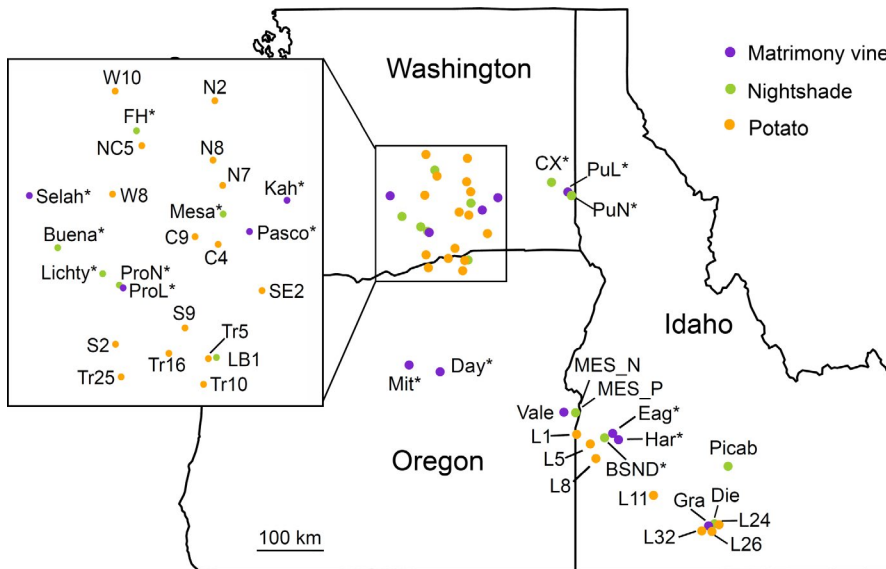 Washington
Matrimony vine
Nightshade
Potato
W10
N2
FH*
NC5
N8
N7
Selah*
W8
Kah*
Mesa*
Buena*
C9
Pasco*
C4
Lichty*
ProN*
ProL*
SE2
S9
Tr5
S2
Tr16
LB1
Tr25
Tr10
CX*
PuL*
PuN*
Idaho
Mit*
Day*
MES_N
MES_P
Vale
Eag*
L1
Har*
L5
BSND*
Picab
L8
Oregon
L11
Gra
Die
L24
L32
L26
100 km